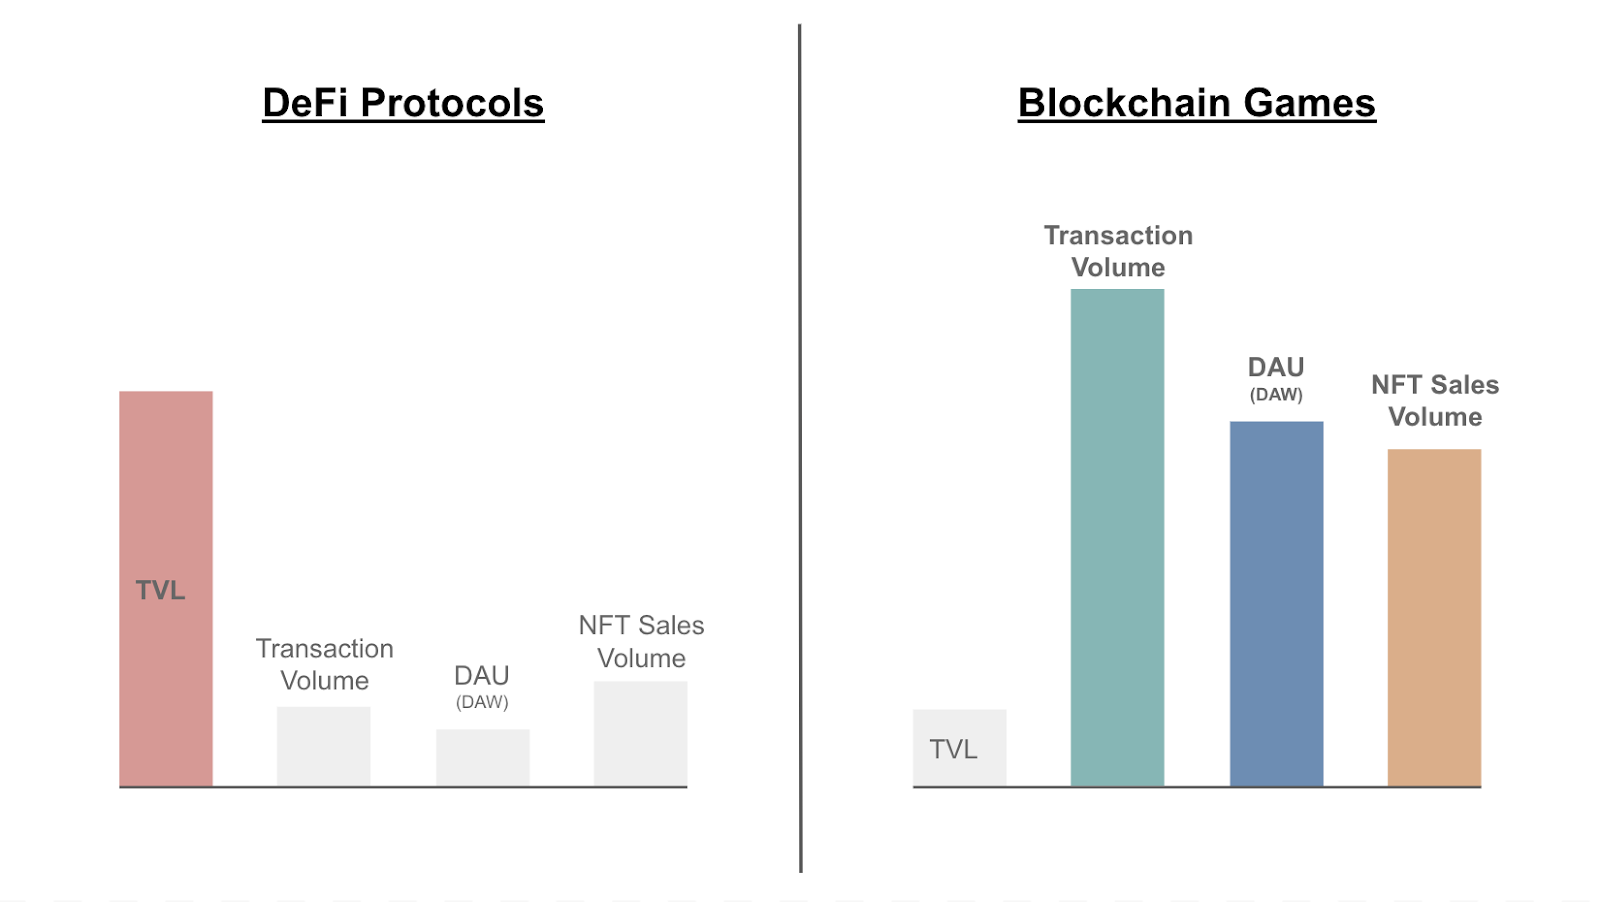 DeFi Protocols
TVL
Transaction
Volume
DAU
(DAW)
NFT Sales
Volume
Blockchain Games
TVL
Transaction
Volume
DAU
(DAW)
NFT Sales
Volume